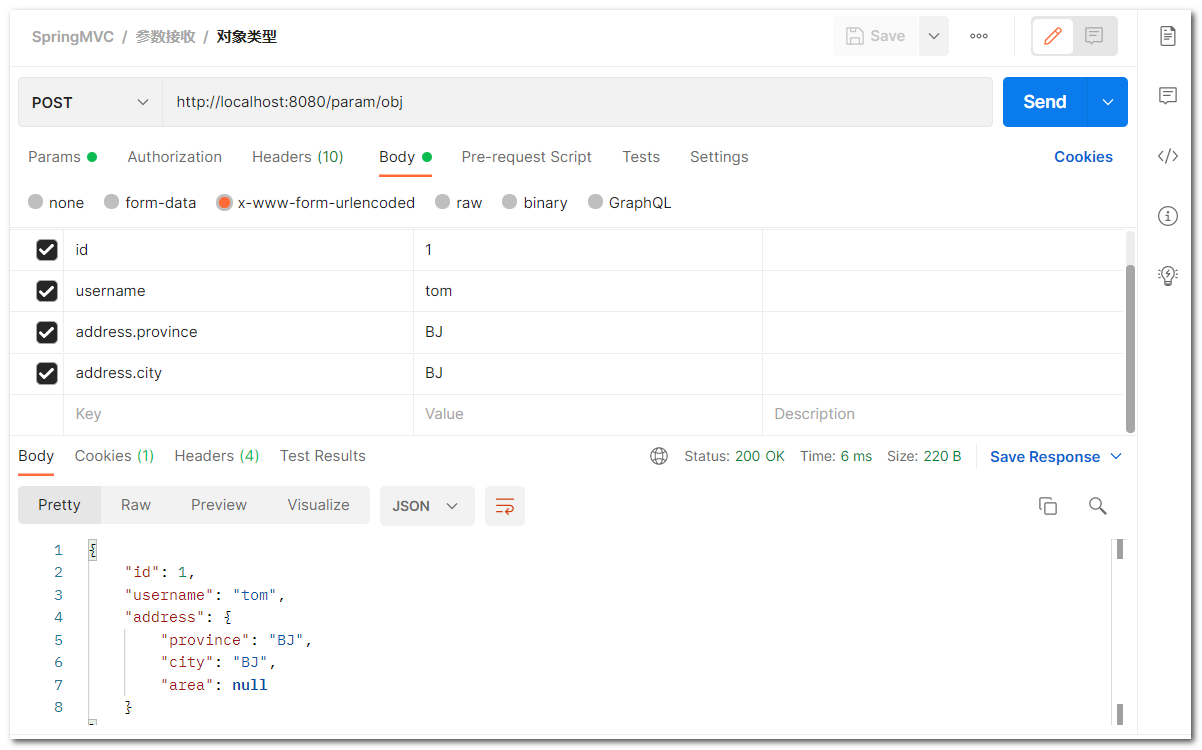 SpringMVC / 参数接收 / 对象类型 Save
POST http://localhost:8080/param/obj Send
Params Authorization Headers (10) Body Pre-request Script Tests Settings Cookies
none form-data x-www-form-urlencoded raw binary GraphQL
id 1
username tom
address.province BJ
address.city BJ
Key Value Description
Body Cookies (1) Headers (4) Test Results Status: 200 OK Time: 6 ms Size: 220 B Save Response
Pretty Raw Preview Visualize JSON
1 {
2 "id": 1,
3 "username": "tom",
4 "address": {
5 "province": "BJ",
6 "city": "BJ",
7 "area": null
8 }